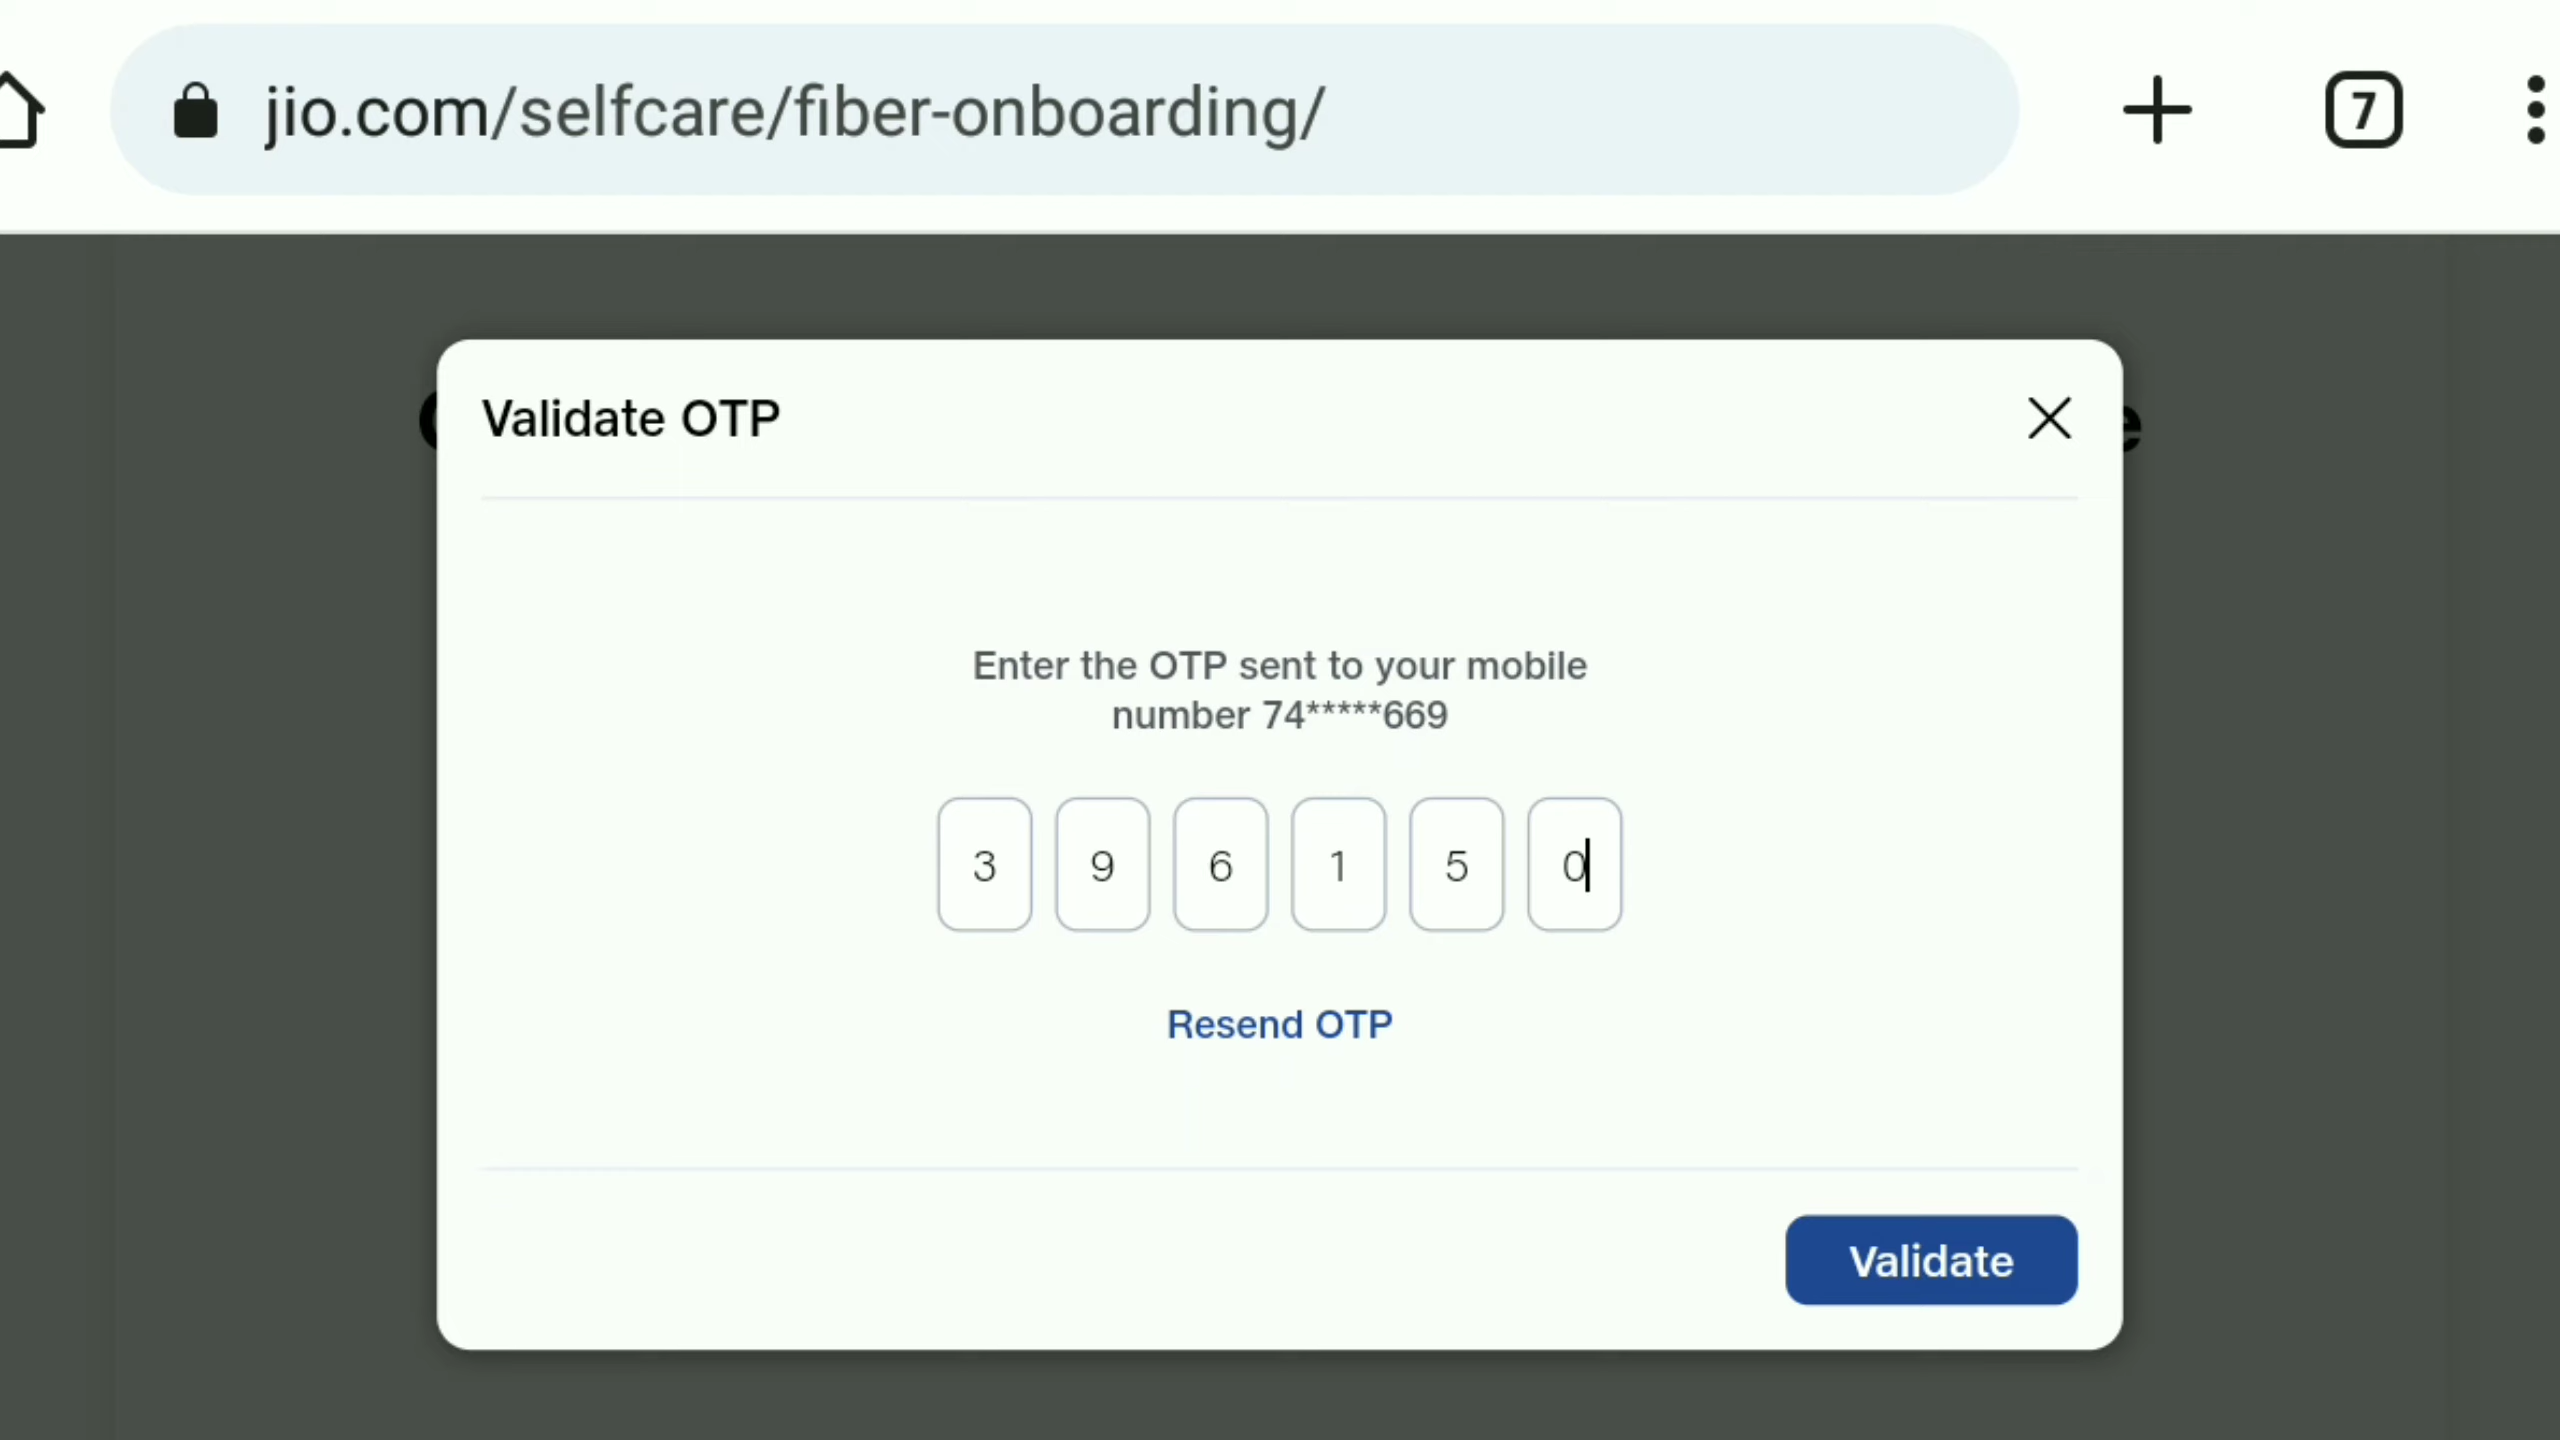 jio.com/selfcare/fiber-onboarding/
7
Validate OTP
Enter the OTP sent to your mobile
number 74*****669
3 9 6 1 5 0
Resend OTP
Validate